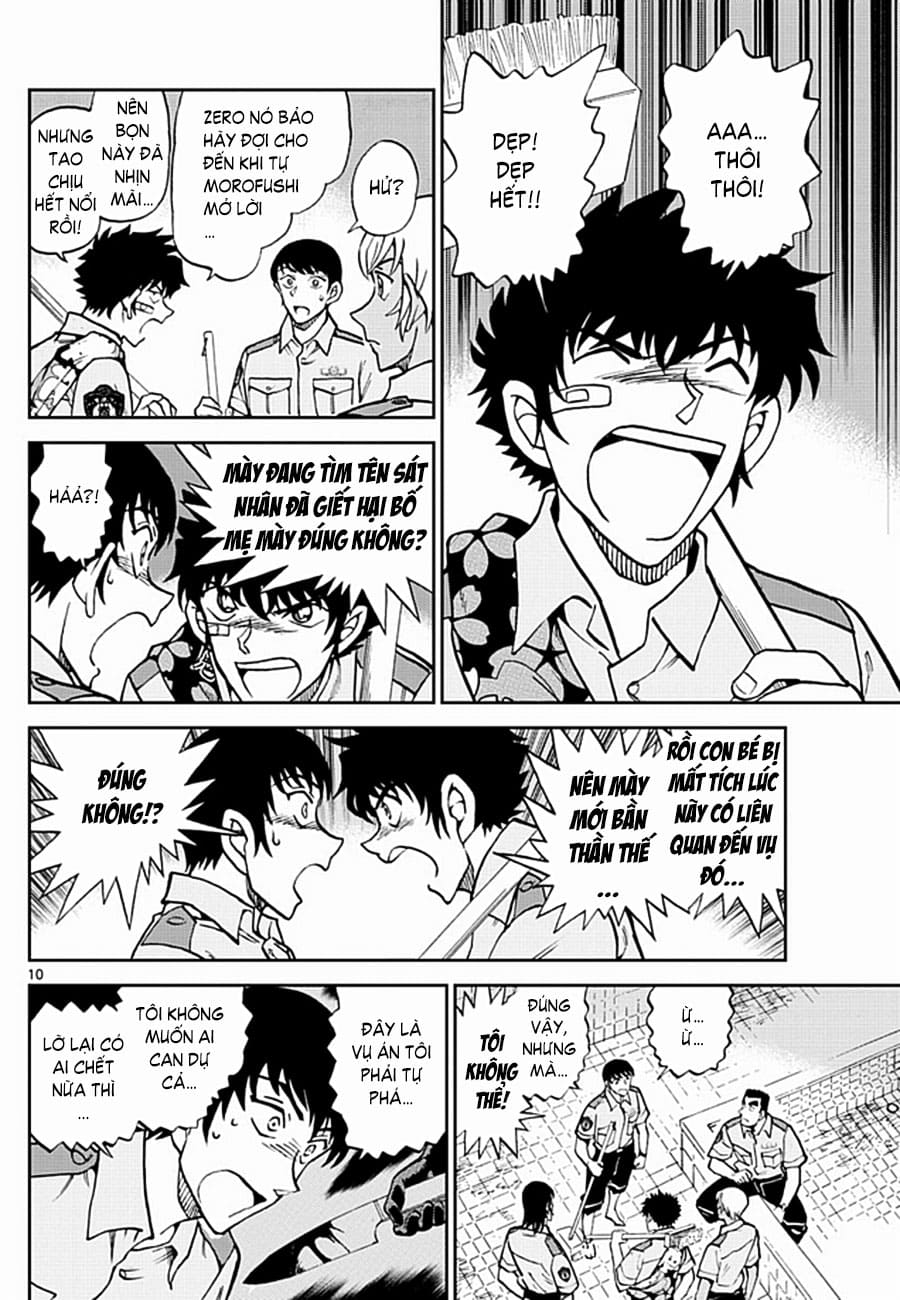 AAA...
THÔI
THÔI!
DẸP!
DẸP
HẾT!!
HỬ?
ZERO NÓ BẢO
HÃY ĐỢI CHO
ĐẾN KHI TỰ
MOROFUSHI
MỞ LỜI
...
NÊN
BỌN
NÀY ĐÃ
NHỊN
MÃI...
NHƯNG
TAO
CHỊU
HẾT NỔI
RỒI!
MÀY ĐANG TÌM TÊN SÁT
NHÂN ĐÃ GIẾT HẠI BỐ
MẸ MÀY ĐÚNG KHÔNG?
HẢẢ?!
RỒI CON BÉ BỊ
MẤT TÍCH LÚC
NÃY CÓ LIÊN
QUAN ĐẾN VỤ
ĐÓ...
NÊN MÀY
MỚI BẦN
THẦN THẾ
...
ĐÚNG
KHÔNG!?
Ừ...
Ừ...
ĐÚNG
VẬY,
NHƯNG
MÀ...
TÔI
KHÔNG
THỂ!
ĐÂY LÀ
VỤ ÁN TÔI
PHẢI TỰ
PHÁ...
TÔI KHÔNG
MUỐN AI
CAN DỰ
CẢ...
LỠ LẠI CÓ
AI CHẾT
NỮA THÌ
...
10